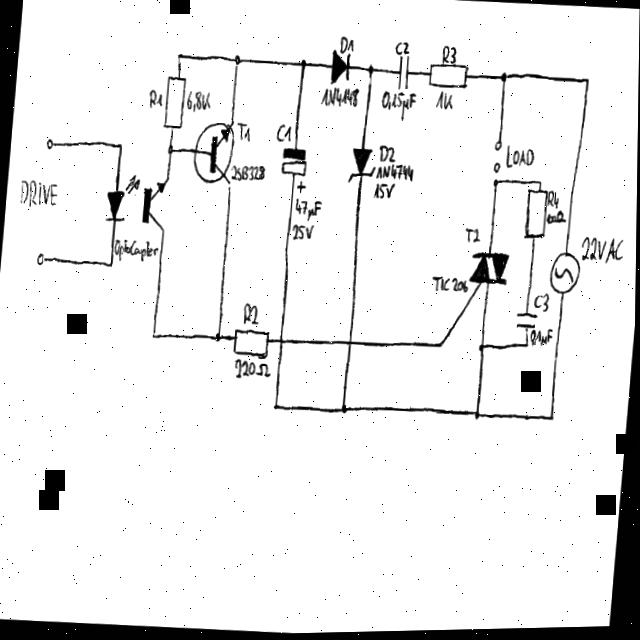 D1
C2
R3
R1
6,8K
T1
C1
1N4148
0,15µF
1K
2SB328
D2
1N4744
15V
LOAD
DRIVE
+
47µF
25V
R4
OptoCoupler
T2
22VAC
TIC206
C3
0,1µF
R2
220Ω